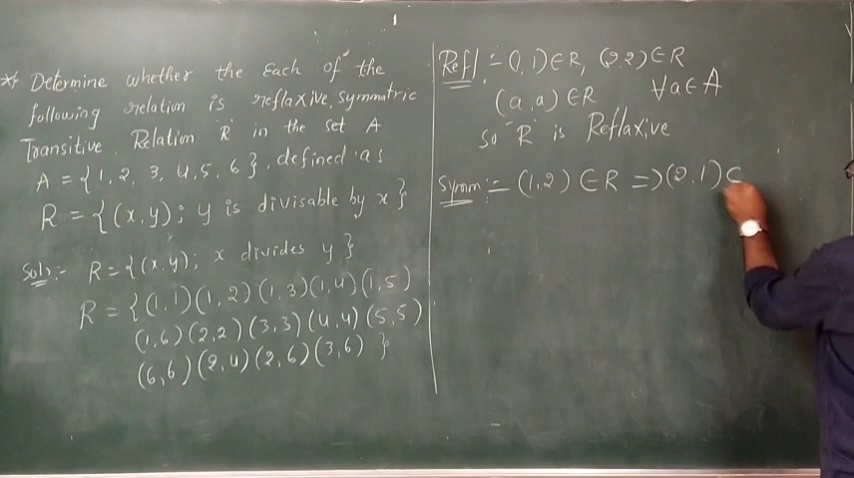 * Determine whether the Each of the
following relation is reflaxive, symmatric
Transitive. Relation 'R' in the set A
A = {1, 2, 3, 4, 5, 6}, defined as
R = {(x,y); y is divisable by x}
Soln:- R = {(x,y); x divides y}
R = {(1,1)(1,2)(1,3)(1,4)(1,5)
(1,6)(2,2)(3,3)(4,4)(5,5)
(6,6)(2,4)(2,6)(3,6)}
Refl:- (1,1)∈R, (2,2)∈R
(a,a)∈R ∀a∈A
so 'R' is Reflaxive
Symm:- (1,2)∈R => (2,1)